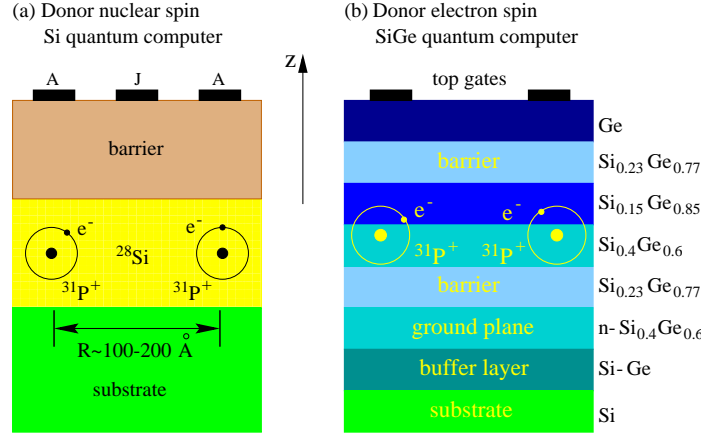 (a) Donor nuclear spin
Si quantum computer
A J A
barrier
e⁻ e⁻
²⁸Si
³¹P⁺ ³¹P⁺
R~100-200 Å
substrate
z
(b) Donor electron spin
SiGe quantum computer
top gates
Ge
barrier Si₀.₂₃Ge₀.₇₇
Si₀.₁₅Ge₀.₈₅
e⁻ e⁻
³¹P⁺ ³¹P⁺ Si₀.₄Ge₀.₆
barrier Si₀.₂₃Ge₀.₇₇
ground plane n-Si₀.₄Ge₀.₆
buffer layer Si-Ge
substrate Si